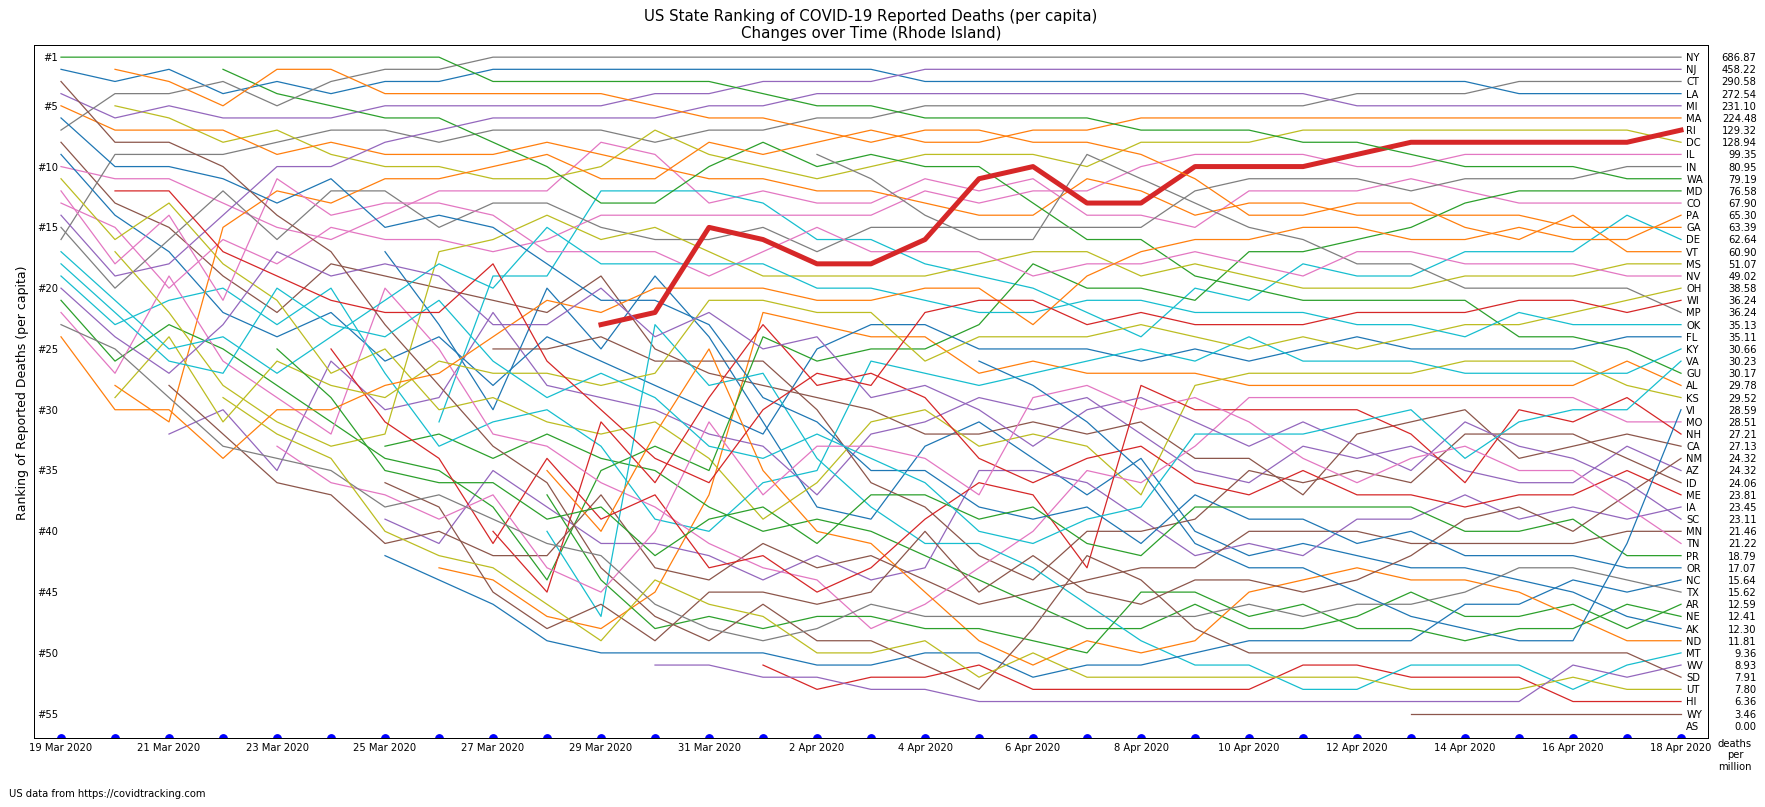 US State Ranking of COVID-19 Reported Deaths (per capita)
Changes over Time (Rhode Island)
Ranking of Reported Deaths (per capita)
#1
#5
#10
#15
#20
#25
#30
#35
#40
#45
#50
#55
NY 686.87
NJ 458.22
CT 290.58
LA 272.54
MI 231.10
MA 224.48
RI 129.32
DC 128.94
IL 99.35
IN 80.95
WA 79.19
MD 76.58
CO 67.90
PA 65.30
GA 63.39
DE 62.64
VT 60.90
MS 51.07
NV 49.02
OH 38.58
WI 36.24
MP 36.24
OK 35.13
FL 35.11
KY 30.66
VA 30.23
GU 30.17
AL 29.78
KS 29.52
VI 28.59
MO 28.51
NH 27.21
CA 27.13
NM 24.32
AZ 24.32
ID 24.06
ME 23.81
IA 23.45
SC 23.11
MN 21.46
TN 21.22
PR 18.79
OR 17.07
NC 15.64
TX 15.62
AR 12.59
NE 12.41
AK 12.30
ND 11.81
MT 9.36
WV 8.93
SD 7.91
UT 7.80
HI 6.36
WY 3.46
AS 0.00
19 Mar 2020 21 Mar 2020 23 Mar 2020 25 Mar 2020 27 Mar 2020 29 Mar 2020 31 Mar 2020 2 Apr 2020 4 Apr 2020 6 Apr 2020 8 Apr 2020 10 Apr 2020 12 Apr 2020 14 Apr 2020 16 Apr 2020 18 Apr 2020
deaths
per
million
US data from https://covidtracking.com